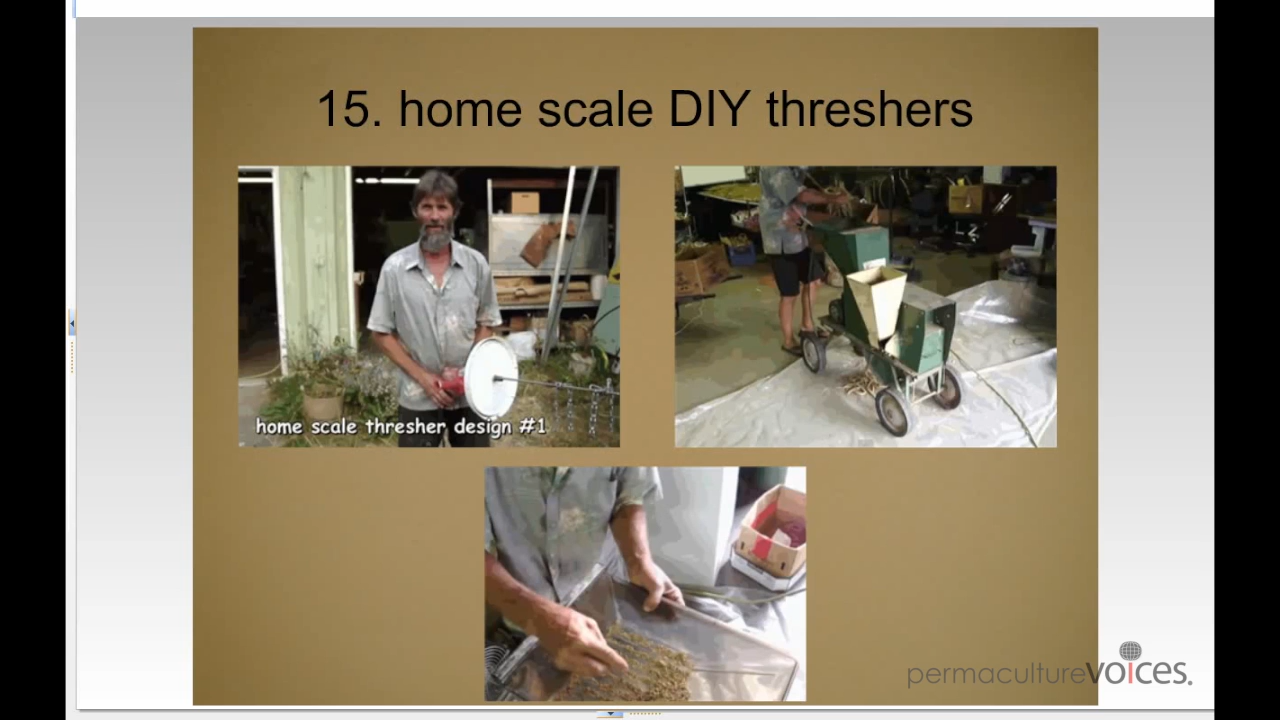 15. home scale DIY threshers
home scale thresher design #1
permaculturevoices.